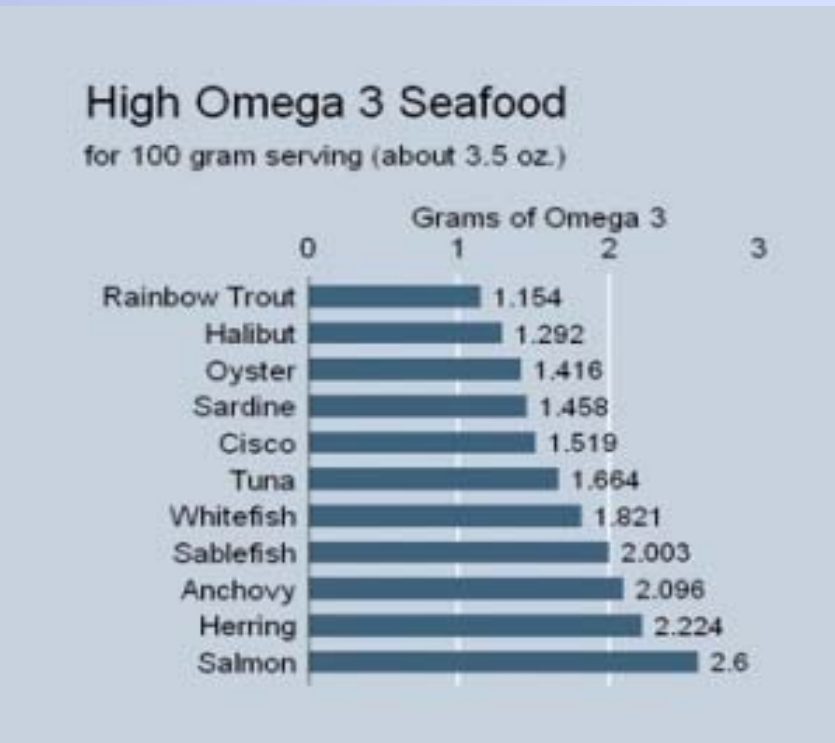 High Omega 3 Seafood
for 100 gram serving (about 3.5 oz.)
Grams of Omega 3
0 1 2 3
Rainbow Trout 1.154
Halibut 1.292
Oyster 1.416
Sardine 1.458
Cisco 1.519
Tuna 1.664
Whitefish 1.821
Sablefish 2.003
Anchovy 2.096
Herring 2.224
Salmon 2.6